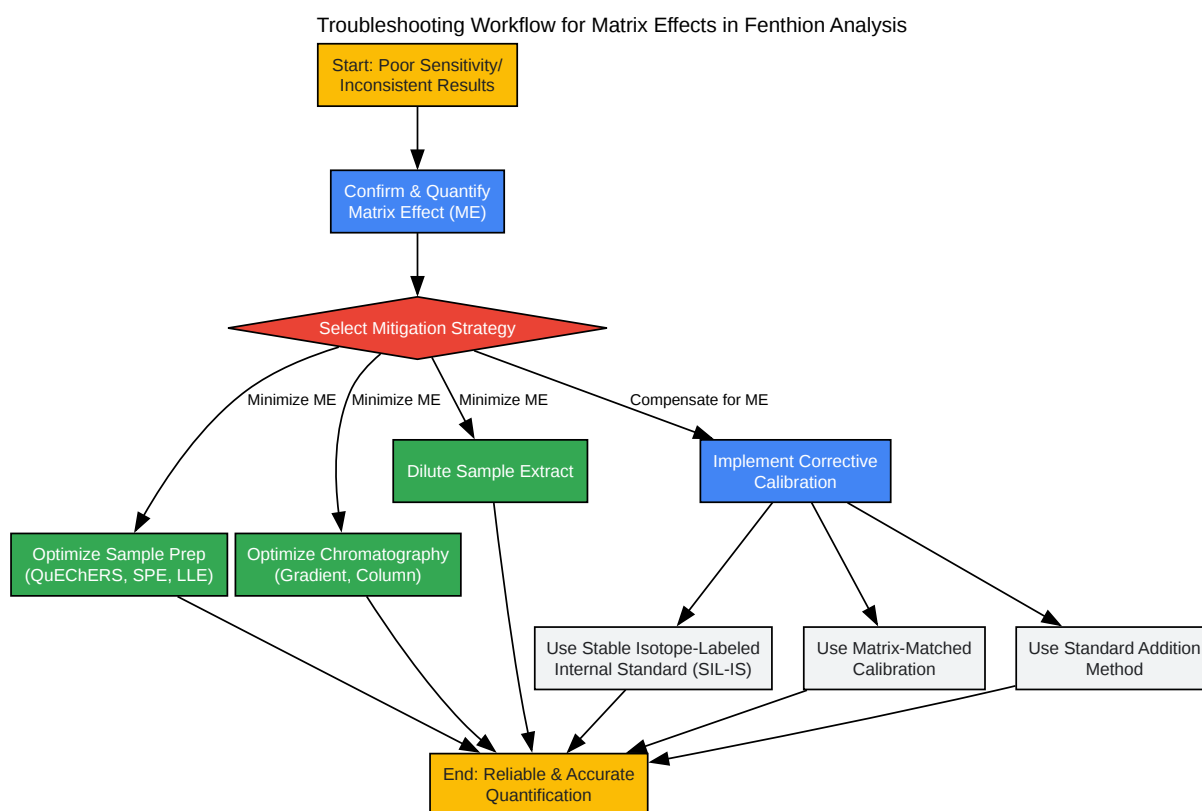 Troubleshooting Workflow for Matrix Effects in Fenthion Analysis
Start: Poor Sensitivity/
Inconsistent Results
Confirm & Quantify
Matrix Effect (ME)
Select Mitigation Strategy
Minimize ME
Minimize ME
Minimize ME
Compensate for ME
Dilute Sample Extract
Implement Corrective
Calibration
Optimize Sample Prep
(QuEChERS, SPE, LLE)
Optimize Chromatography
(Gradient, Column)
Use Stable Isotope-Labeled
Internal Standard (SIL-IS)
Use Matrix-Matched
Calibration
Use Standard Addition
Method
End: Reliable & Accurate
Quantification